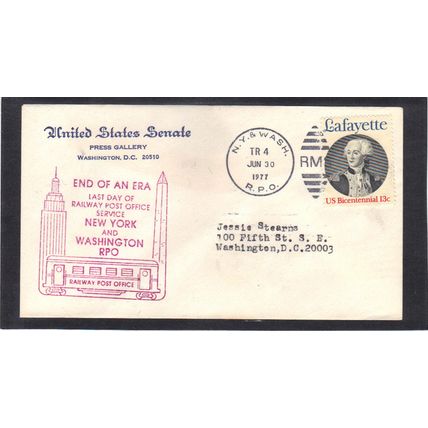 United States Senate
PRESS GALLERY
WASHINGTON, D.C. 20510
END OF AN ERA
LAST DAY OF
RAILWAY POST OFFICE
SERVICE
NEW YORK
AND
WASHINGTON
RPO
RAILWAY POST OFFICE
N.Y. & WASH.
TR 4
JUN 30
1977
R.P.O.
RMS
Lafayette
US Bicentennial 13c
Jessie Stearns
100 Fifth St. S. E.
Washington,D.C.20003